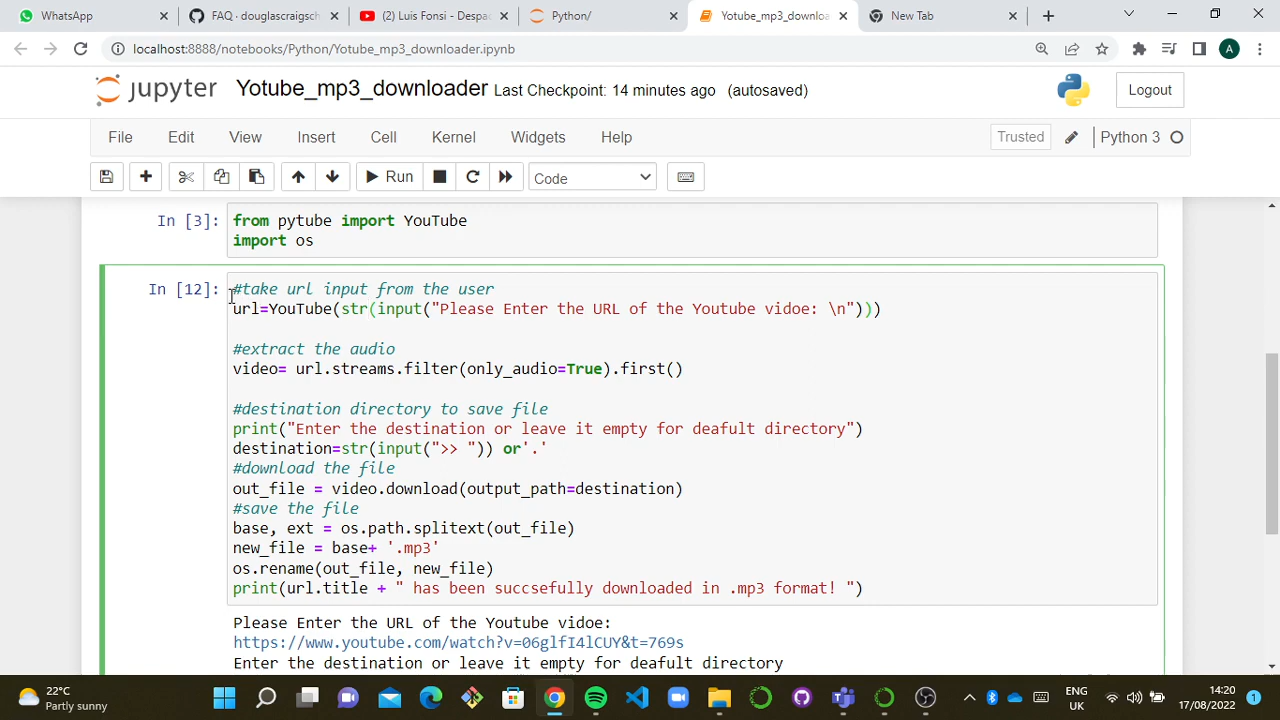 WhatsApp
FAQ · douglascraigsch
(2) Luis Fonsi - Despa
Python/
Yotube_mp3_downloa
New Tab
localhost:8888/notebooks/Python/Yotube_mp3_downloader.ipynb
A
jupyter
Yotube_mp3_downloader Last Checkpoint: 14 minutes ago (autosaved)
Logout
File Edit View Insert Cell Kernel Widgets Help
Trusted
Python 3
Run
Code
In [3]:
from pytube import YouTube
import os
In [12]:
#take url input from the user
url=YouTube(str(input("Please Enter the URL of the Youtube vidoe: \n")))
#extract the audio
video= url.streams.filter(only_audio=True).first()
#destination directory to save file
print("Enter the destination or leave it empty for deafult directory")
destination=str(input(">> ")) or'.'
#download the file
out_file = video.download(output_path=destination)
#save the file
base, ext = os.path.splitext(out_file)
new_file = base+ '.mp3'
os.rename(out_file, new_file)
print(url.title + " has been succsefully downloaded in .mp3 format! ")
Please Enter the URL of the Youtube vidoe:
https://www.youtube.com/watch?v=06glfI4lCUY&t=769s
Enter the destination or leave it empty for deafult directory
22°C
Partly sunny
ENG
UK
14:20
17/08/2022
1